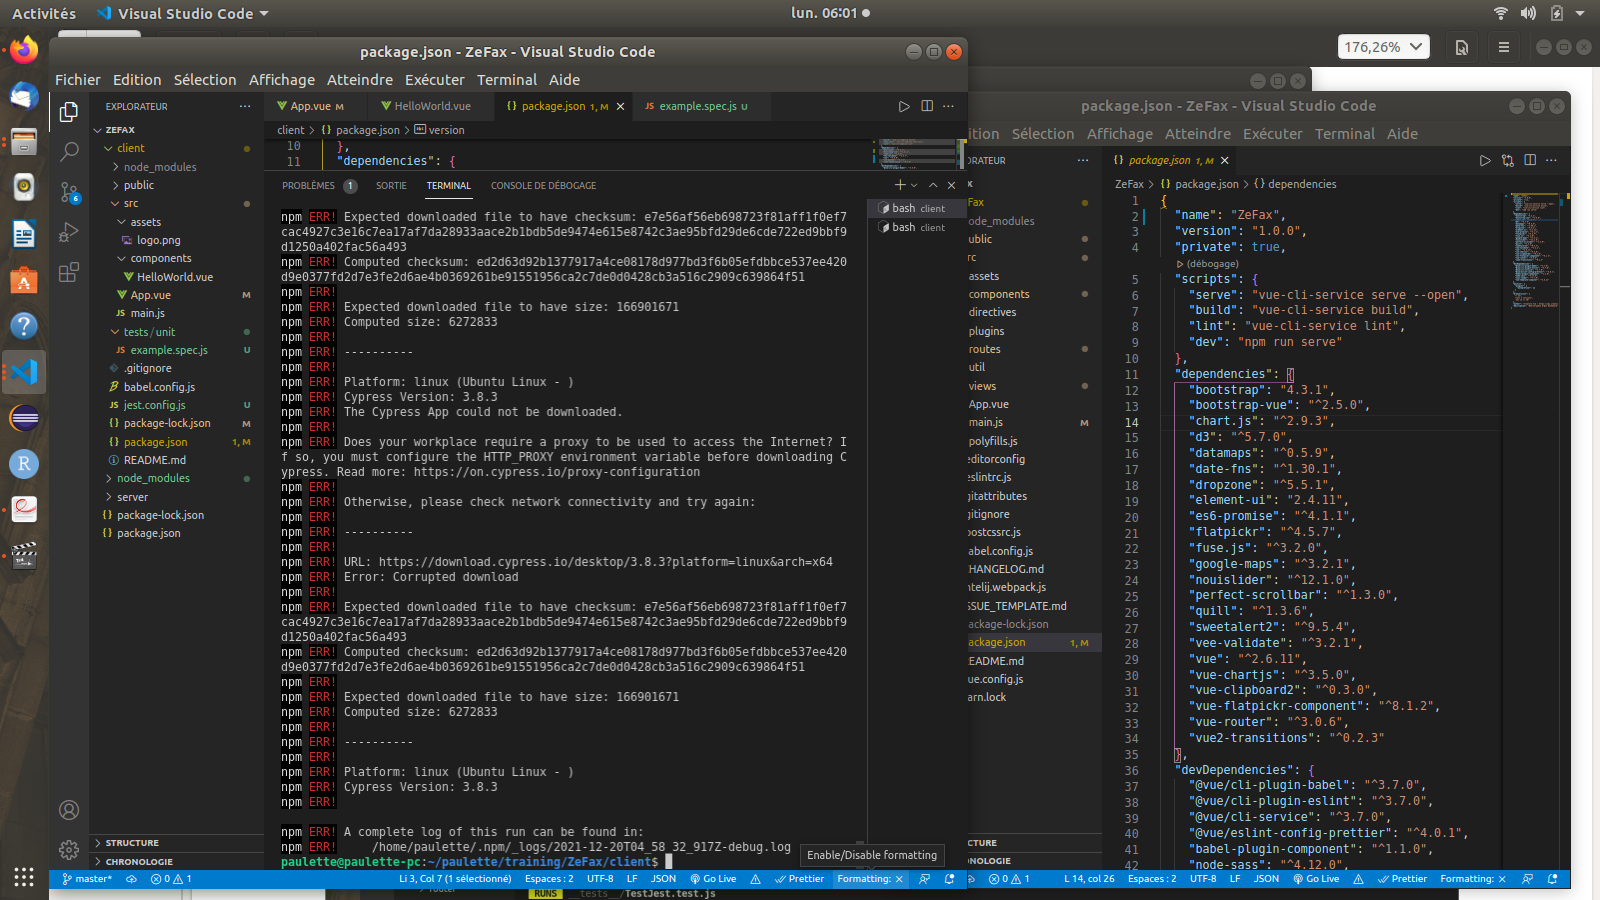 Activités
Visual Studio Code
lun. 06:01
176,26%
package.json - ZeFax - Visual Studio Code
Fichier Edition Sélection Affichage Atteindre Exécuter Terminal Aide
EXPLORATEUR
ZEFAX
client
node_modules
public
src
assets
logo.png
components
HelloWorld.vue
App.vue M
main.js
tests/unit
example.spec.js U
.gitignore
babel.config.js
jest.config.js U
package-lock.json M
package.json 1, M
README.md
node_modules
server
package-lock.json
package.json
STRUCTURE
CHRONOLOGIE
App.vue M
HelloWorld.vue
package.json 1, M
example.spec.js U
client > package.json > version
10 },
11 "dependencies": {
PROBLÈMES 1 SORTIE TERMINAL CONSOLE DE DÉBOGAGE
bash client
bash client
npm ERR! Expected downloaded file to have checksum: e7e56af56eb698723f81aff1f0ef7
cac4927c3e16c7ea17af7da28933aace2b1bdb5de9474e615e8742c3ae95bfd29de6cde722ed9bbf9
d1250a402fac56a493
npm ERR! Computed checksum: ed2d63d92b1377917a4ce08178d977bd3f6b05efdbbce537ee420
d9e0377fd2d7e3fe2d6ae4b0369261be91551956ca2c7de0d0428cb3a516c2909c639864f51
npm ERR!
npm ERR! Expected downloaded file to have size: 166901671
npm ERR! Computed size: 6272833
npm ERR!
npm ERR! ----------
npm ERR!
npm ERR! Platform: linux (Ubuntu Linux - )
npm ERR! Cypress Version: 3.8.3
npm ERR! The Cypress App could not be downloaded.
npm ERR!
npm ERR! Does your workplace require a proxy to be used to access the Internet? I
f so, you must configure the HTTP_PROXY environment variable before downloading C
ypress. Read more: https://on.cypress.io/proxy-configuration
npm ERR!
npm ERR! Otherwise, please check network connectivity and try again:
npm ERR!
npm ERR! ----------
npm ERR!
npm ERR! URL: https://download.cypress.io/desktop/3.8.3?platform=linux&arch=x64
npm ERR! Error: Corrupted download
npm ERR!
npm ERR! Expected downloaded file to have checksum: e7e56af56eb698723f81aff1f0ef7
cac4927c3e16c7ea17af7da28933aace2b1bdb5de9474e615e8742c3ae95bfd29de6cde722ed9bbf9
d1250a402fac56a493
npm ERR! Computed checksum: ed2d63d92b1377917a4ce08178d977bd3f6b05efdbbce537ee420
d9e0377fd2d7e3fe2d6ae4b0369261be91551956ca2c7de0d0428cb3a516c2909c639864f51
npm ERR!
npm ERR! Expected downloaded file to have size: 166901671
npm ERR! Computed size: 6272833
npm ERR!
npm ERR! ----------
npm ERR!
npm ERR! Platform: linux (Ubuntu Linux - )
npm ERR! Cypress Version: 3.8.3
npm ERR!
npm ERR! A complete log of this run can be found in:
npm ERR!     /home/paulette/.npm/_logs/2021-12-20T04_58_32_917Z-debug.log
paulette@paulette-pc:~/paulette/training/ZeFax/client$
Enable/Disable formatting
master* 0 1 Li 3, Col 7 (1 sélectionné) Espaces : 2 UTF-8 LF JSON Go Live Prettier Formatting: ×
package.json - ZeFax - Visual Studio Code
ition Sélection Affichage Atteindre Exécuter Terminal Aide
ORATEUR
x
Fax
ode_modules
ublic
rc
assets
components
directives
plugins
routes
util
views
App.vue
main.js M
polyfills.js
editorconfig
eslintrc.js
gitattributes
gitignore
postcssrc.js
abel.config.js
CHANGELOG.md
ntelij.webpack.js
SSUE_TEMPLATE.md
ackage-lock.json
ackage.json 1, M
EADME.md
ue.config.js
arn.lock
CTURE
ONOLOGIE
package.json 1, M
ZeFax > package.json > dependencies
1 {
2 "name": "ZeFax",
3 "version": "1.0.0",
4 "private": true,
(débogage)
5 "scripts": {
6 "serve": "vue-cli-service serve --open",
7 "build": "vue-cli-service build",
8 "lint": "vue-cli-service lint",
9 "dev": "npm run serve"
10 },
11 "dependencies": {
12 "bootstrap": "4.3.1",
13 "bootstrap-vue": "^2.5.0",
14 "chart.js": "^2.9.3",
15 "d3": "^5.7.0",
16 "datamaps": "^0.5.9",
17 "date-fns": "^1.30.1",
18 "dropzone": "^5.5.1",
19 "element-ui": "2.4.11",
20 "es6-promise": "^4.1.1",
21 "flatpickr": "^4.5.7",
22 "fuse.js": "^3.2.0",
23 "google-maps": "^3.2.1",
24 "nouislider": "^12.1.0",
25 "perfect-scrollbar": "^1.3.0",
26 "quill": "^1.3.6",
27 "sweetalert2": "^9.5.4",
28 "vee-validate": "^3.2.1",
29 "vue": "^2.6.11",
30 "vue-chartjs": "^3.5.0",
31 "vue-clipboard2": "^0.3.0",
32 "vue-flatpickr-component": "^8.1.2",
33 "vue-router": "^3.0.6",
34 "vue2-transitions": "^0.2.3"
35 },
36 "devDependencies": {
37 "@vue/cli-plugin-babel": "^3.7.0",
38 "@vue/cli-plugin-eslint": "^3.7.0",
39 "@vue/cli-service": "^3.7.0",
40 "@vue/eslint-config-prettier": "^4.0.1",
41 "babel-plugin-component": "^1.1.0",
42 "node-sass": "^4.12.0",
0 1 L 14, col 26 Espaces : 2 UTF-8 LF JSON Go Live Prettier Formatting: ×
router
RUNS __tests__/TestJest.test.js